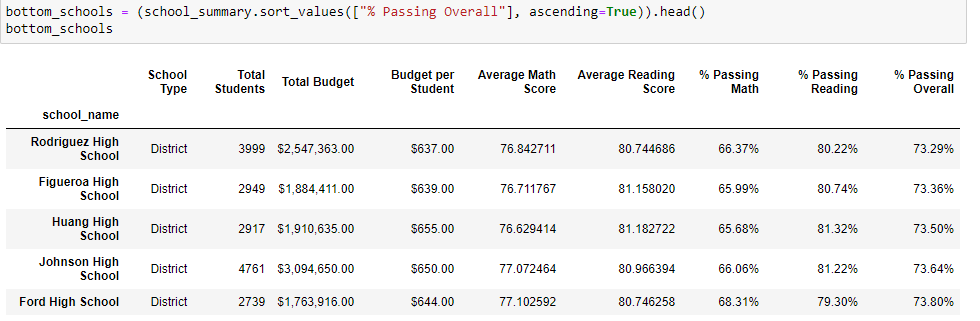 bottom_schools = (school_summary.sort_values(["% Passing Overall"], ascending=True)).head()
bottom_schools
School Type Total Students Total Budget Budget per Student Average Math Score Average Reading Score % Passing Math % Passing Reading % Passing Overall
school_name
Rodriguez High School District 3999 $2,547,363.00 $637.00 76.842711 80.744686 66.37% 80.22% 73.29%
Figueroa High School District 2949 $1,884,411.00 $639.00 76.711767 81.158020 65.99% 80.74% 73.36%
Huang High School District 2917 $1,910,635.00 $655.00 76.629414 81.182722 65.68% 81.32% 73.50%
Johnson High School District 4761 $3,094,650.00 $650.00 77.072464 80.966394 66.06% 81.22% 73.64%
Ford High School District 2739 $1,763,916.00 $644.00 77.102592 80.746258 68.31% 79.30% 73.80%